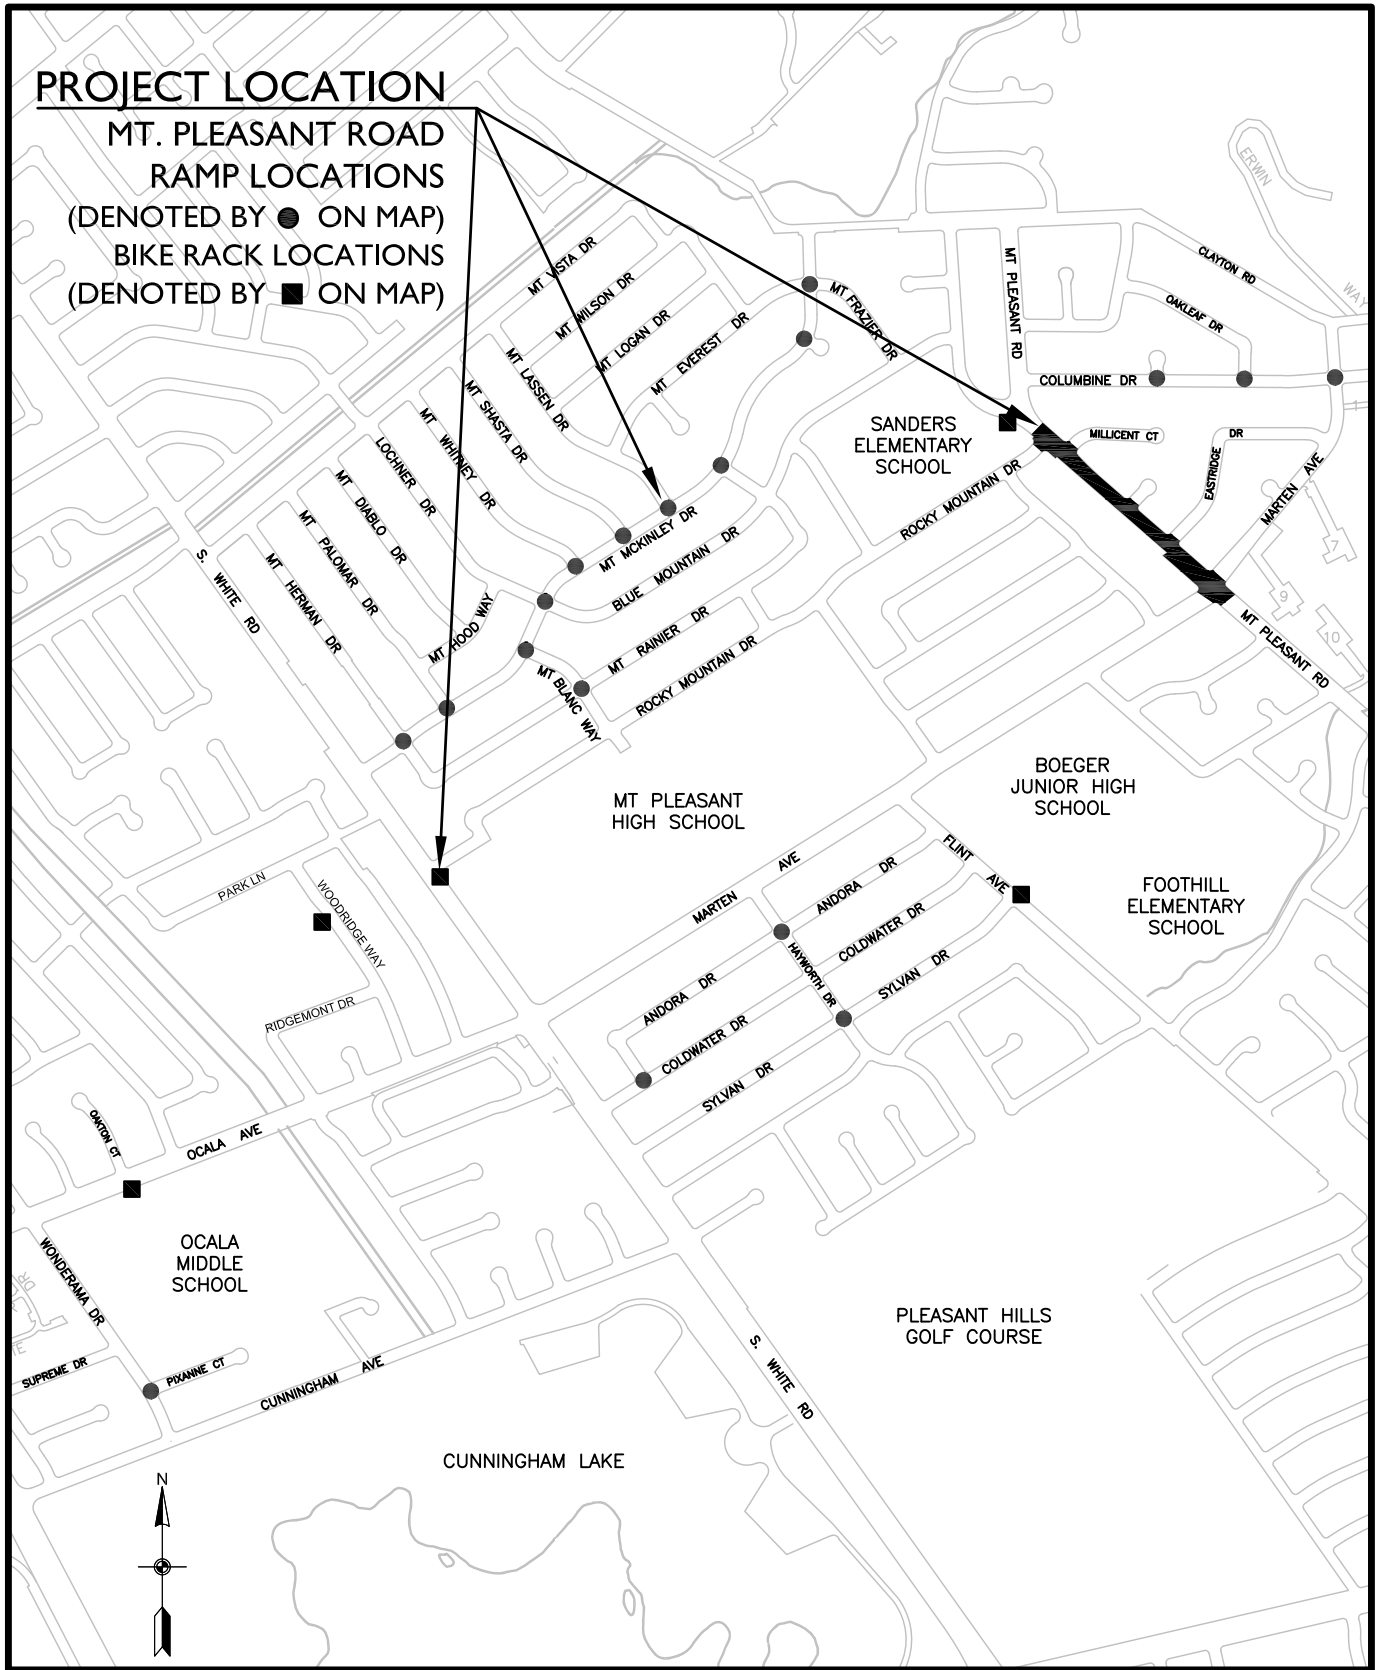 PROJECT LOCATION
MT. PLEASANT ROAD
RAMP LOCATIONS
(DENOTED BY ON MAP)
BIKE RACK LOCATIONS
(DENOTED BY ON MAP)
ERWIN
WAY
CLAYTON RD
OAKLEAF DR
MT PLEASANT RD
MT VISTA DR
MT WILSON DR
MT LOGAN DR
MT EVEREST DR
MT FRAZIER DR
COLUMBINE DR
MT LASSEN DR
MT SHASTA DR
MT WHITNEY DR
LOCHNER DR
MT DIABLO DR
MT PALOMAR DR
MT HERMAN DR
S. WHITE RD
SANDERS
ELEMENTARY
SCHOOL
MILLICENT CT
EASTRIDGE DR
MARTEN AVE
ROCKY MOUNTAIN DR
MT MCKINLEY DR
BLUE MOUNTAIN DR
MT HOOD WAY
MT RAINIER DR
ROCKY MOUNTAIN DR
MT BLANC WAY
7
9
10
MT PLEASANT RD
MT PLEASANT
HIGH SCHOOL
BOEGER
JUNIOR HIGH
SCHOOL
FOOTHILL
ELEMENTARY
SCHOOL
PARK LN
WOODRIDGE WAY
RIDGEMONT DR
MARTEN AVE
ANDORA DR
FLINT AVE
COLDWATER DR
HAYWORTH DR
SYLVAN DR
ANDORA DR
COLDWATER DR
SYLVAN DR
OAKTON CT
OCALA AVE
OCALA
MIDDLE
SCHOOL
WONDERAMA DR
DR
TE
SUPREME DR
PIXANNE CT
CUNNINGHAM AVE
PLEASANT HILLS
GOLF COURSE
S. WHITE RD
CUNNINGHAM LAKE
N